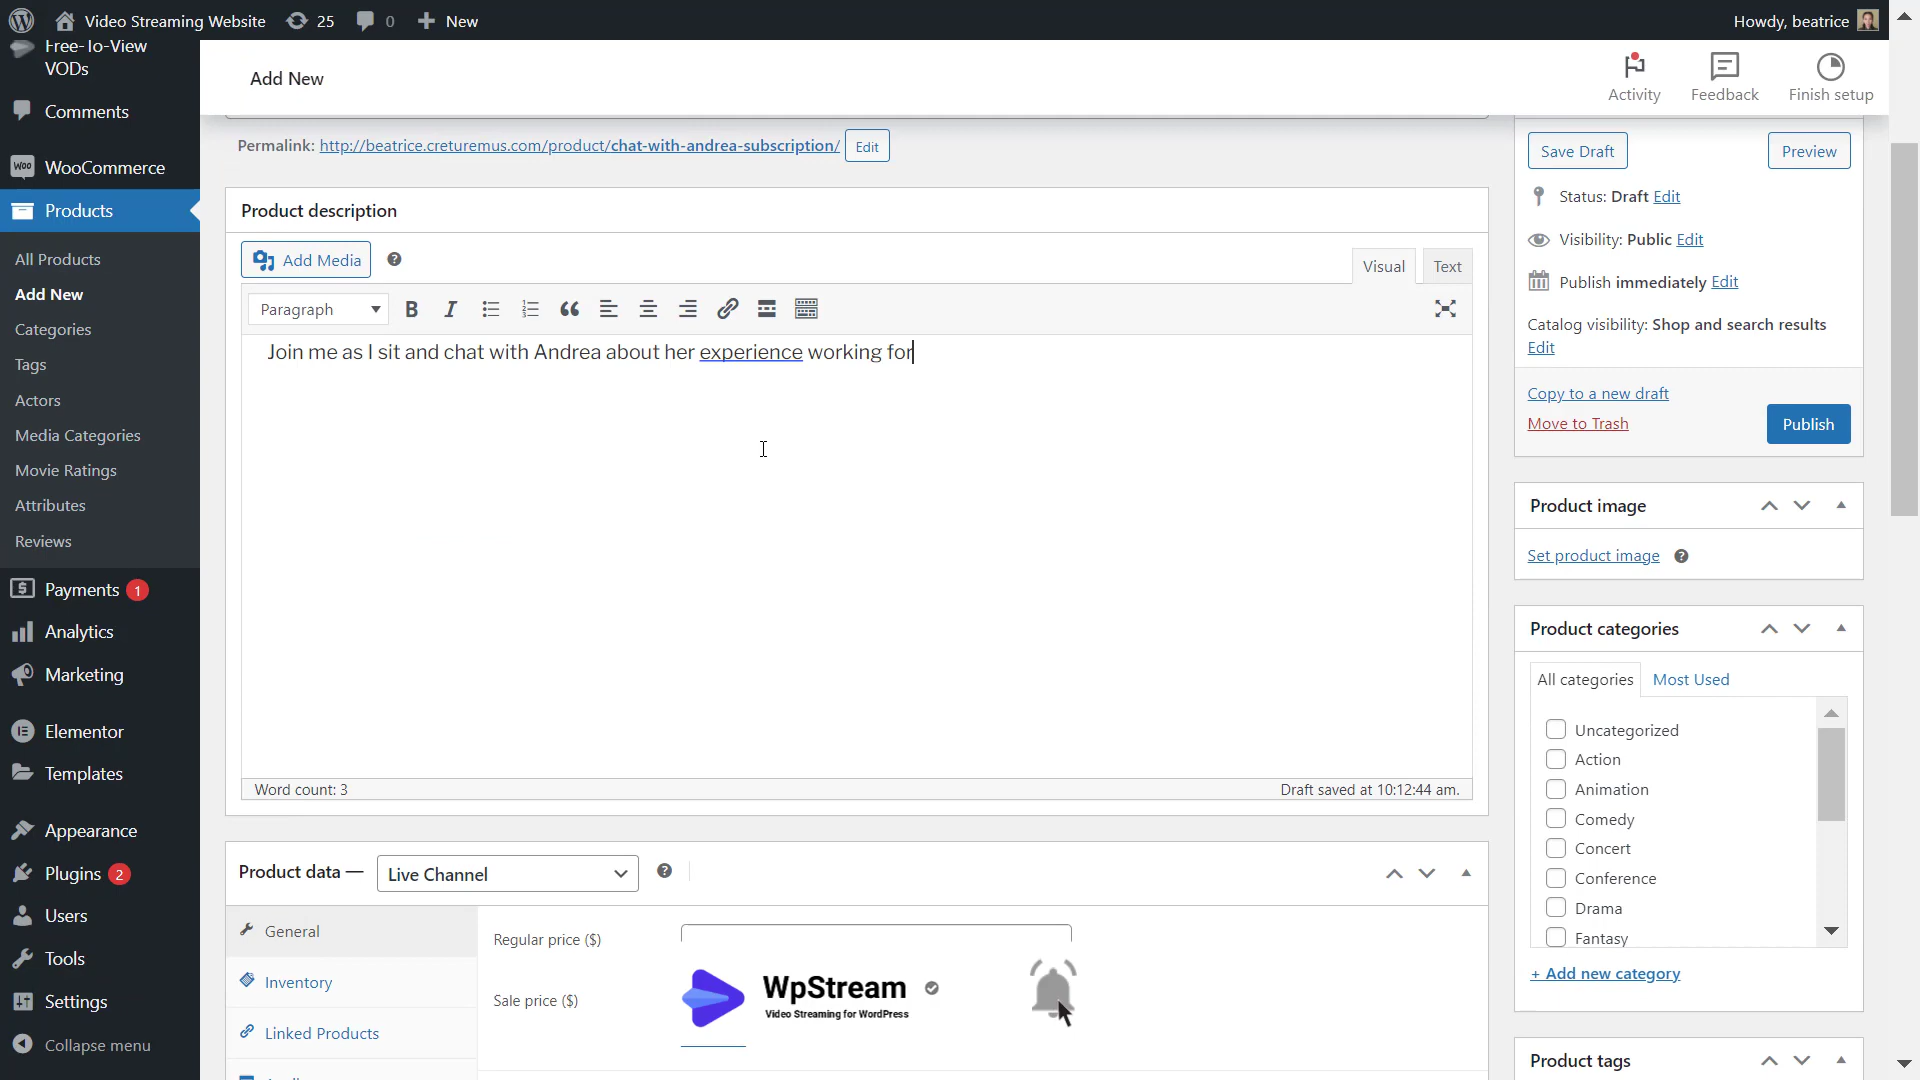 Video Streaming Website
25
0
New
Howdy, beatrice
Free-To-View
VODs
Comments
WooCommerce
Products
All Products
Add New
Categories
Tags
Actors
Media Categories
Movie Ratings
Attributes
Reviews
Payments 1
Analytics
Marketing
Elementor
Templates
Appearance
Plugins 2
Users
Tools
Settings
Collapse menu
Add New
Activity
Feedback
Finish setup
Permalink: http://beatrice.creturemus.com/product/chat-with-andrea-subscription/ Edit
Product description
Add Media
Visual
Text
Paragraph
Join me as I sit and chat with Andrea about her experience working for
Word count: 3
Draft saved at 10:12:44 am.
Product data —
Live Channel
General
Inventory
Linked Products
Regular price ($)
Sale price ($)
WpStream
Video Streaming for WordPress
Save Draft
Preview
Status: Draft Edit
Visibility: Public Edit
Publish immediately Edit
Catalog visibility: Shop and search results
Edit
Copy to a new draft
Move to Trash
Publish
Product image
Set product image
Product categories
All categories
Most Used
Uncategorized
Action
Animation
Comedy
Concert
Conference
Drama
Fantasy
+ Add new category
Product tags